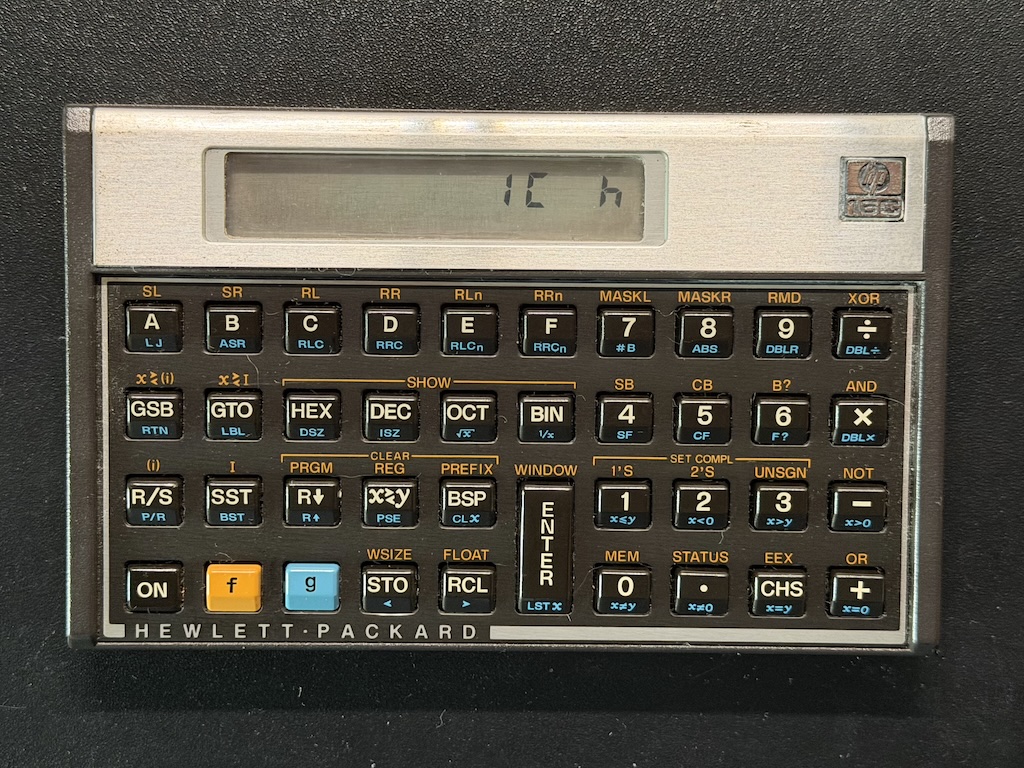 1C h
hp
16C
SL SR RL RR RLn RRn MASKL MASKR RMD XOR
A B C D E F 7 8 9 ÷
LJ ASR RLC RRC RLCn RRCn #B ABS DBLR DBL÷
x≷(i) x≷I SHOW SB CB B? AND
GSB GTO HEX DEC OCT BIN 4 5 6 ×
RTN LBL DSZ ISZ √x 1/x SF CF F? DBL×
CLEAR SET COMPL
(i) I PRGM REG PREFIX WINDOW 1'S 2'S UNSGN NOT
R/S SST R↓ x≷y BSP ENTER 1 2 3 −
P/R BST R↑ PSE CLx x≤y x<0 x>y x>0
WSIZE FLOAT MEM STATUS EEX OR
ON f g STO RCL 0 · CHS +
< > LSTx x≠y x≠0 x=y x=0
HEWLETT·PACKARD